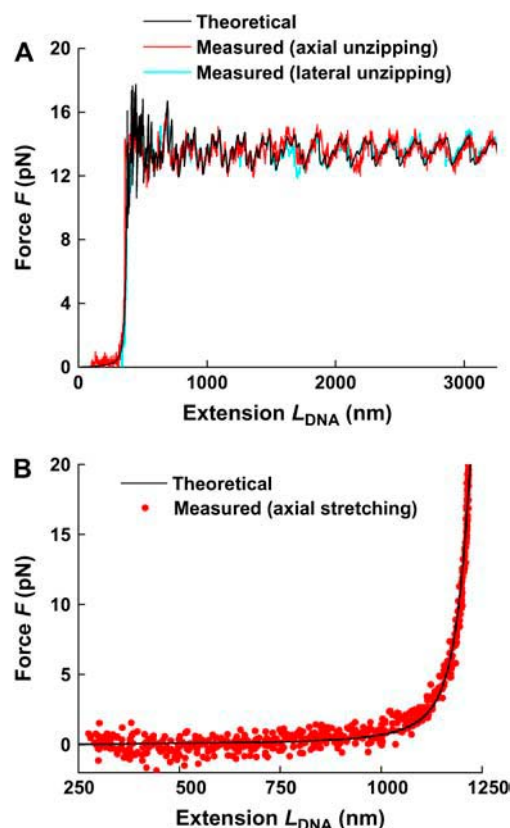 A
Theoretical
Measured (axial unzipping)
Measured (lateral unzipping)
20
16
12
8
4
0
Force F (pN)
0 1000 2000 3000
Extension LDNA (nm)
B
Theoretical
Measured (axial stretching)
20
15
10
5
0
Force F (pN)
250 500 750 1000 1250
Extension LDNA (nm)